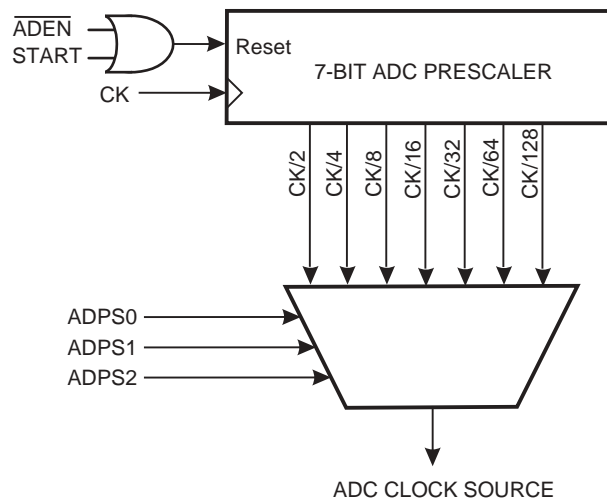 ADEN
START
Reset
7-BIT ADC PRESCALER
CK
CK/2
CK/4
CK/8
CK/16
CK/32
CK/64
CK/128
ADPS0
ADPS1
ADPS2
ADC CLOCK SOURCE